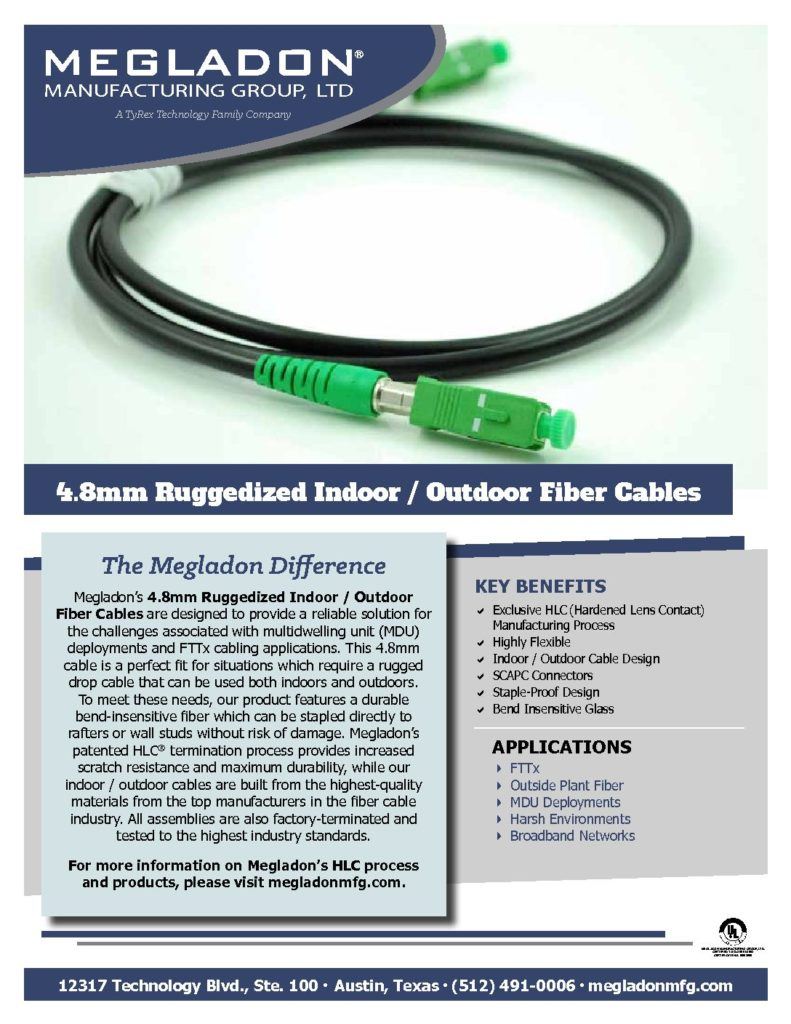 MEGLADON®
MANUFACTURING GROUP, LTD
A TyRex Technology Family Company
4.8mm Ruggedized Indoor / Outdoor Fiber Cables
The Megladon Difference
Megladon's 4.8mm Ruggedized Indoor / Outdoor
Fiber Cables are designed to provide a reliable solution for
the challenges associated with multidwelling unit (MDU)
deployments and FTTx cabling applications. This 4.8mm
cable is a perfect fit for situations which require a rugged
drop cable that can be used both indoors and outdoors.
To meet these needs, our product features a durable
bend-insensitive fiber which can be stapled directly to
rafters or wall studs without risk of damage. Megladon's
patented HLC® termination process provides increased
scratch resistance and maximum durability, while our
indoor / outdoor cables are built from the highest-quality
materials from the top manufacturers in the fiber cable
industry. All assemblies are also factory-terminated and
tested to the highest industry standards.
For more information on Megladon's HLC process
and products, please visit megladonmfg.com.
KEY BENEFITS
✓ Exclusive HLC (Hardened Lens Contact)
Manufacturing Process
✓ Highly Flexible
✓ Indoor / Outdoor Cable Design
✓ SCAPC Connectors
✓ Staple-Proof Design
✓ Bend Insensitive Glass
APPLICATIONS
FTTx
Outside Plant Fiber
MDU Deployments
Harsh Environments
Broadband Networks
UL
12317 Technology Blvd., Ste. 100 · Austin, Texas · (512) 491-0006 · megladonmfg.com